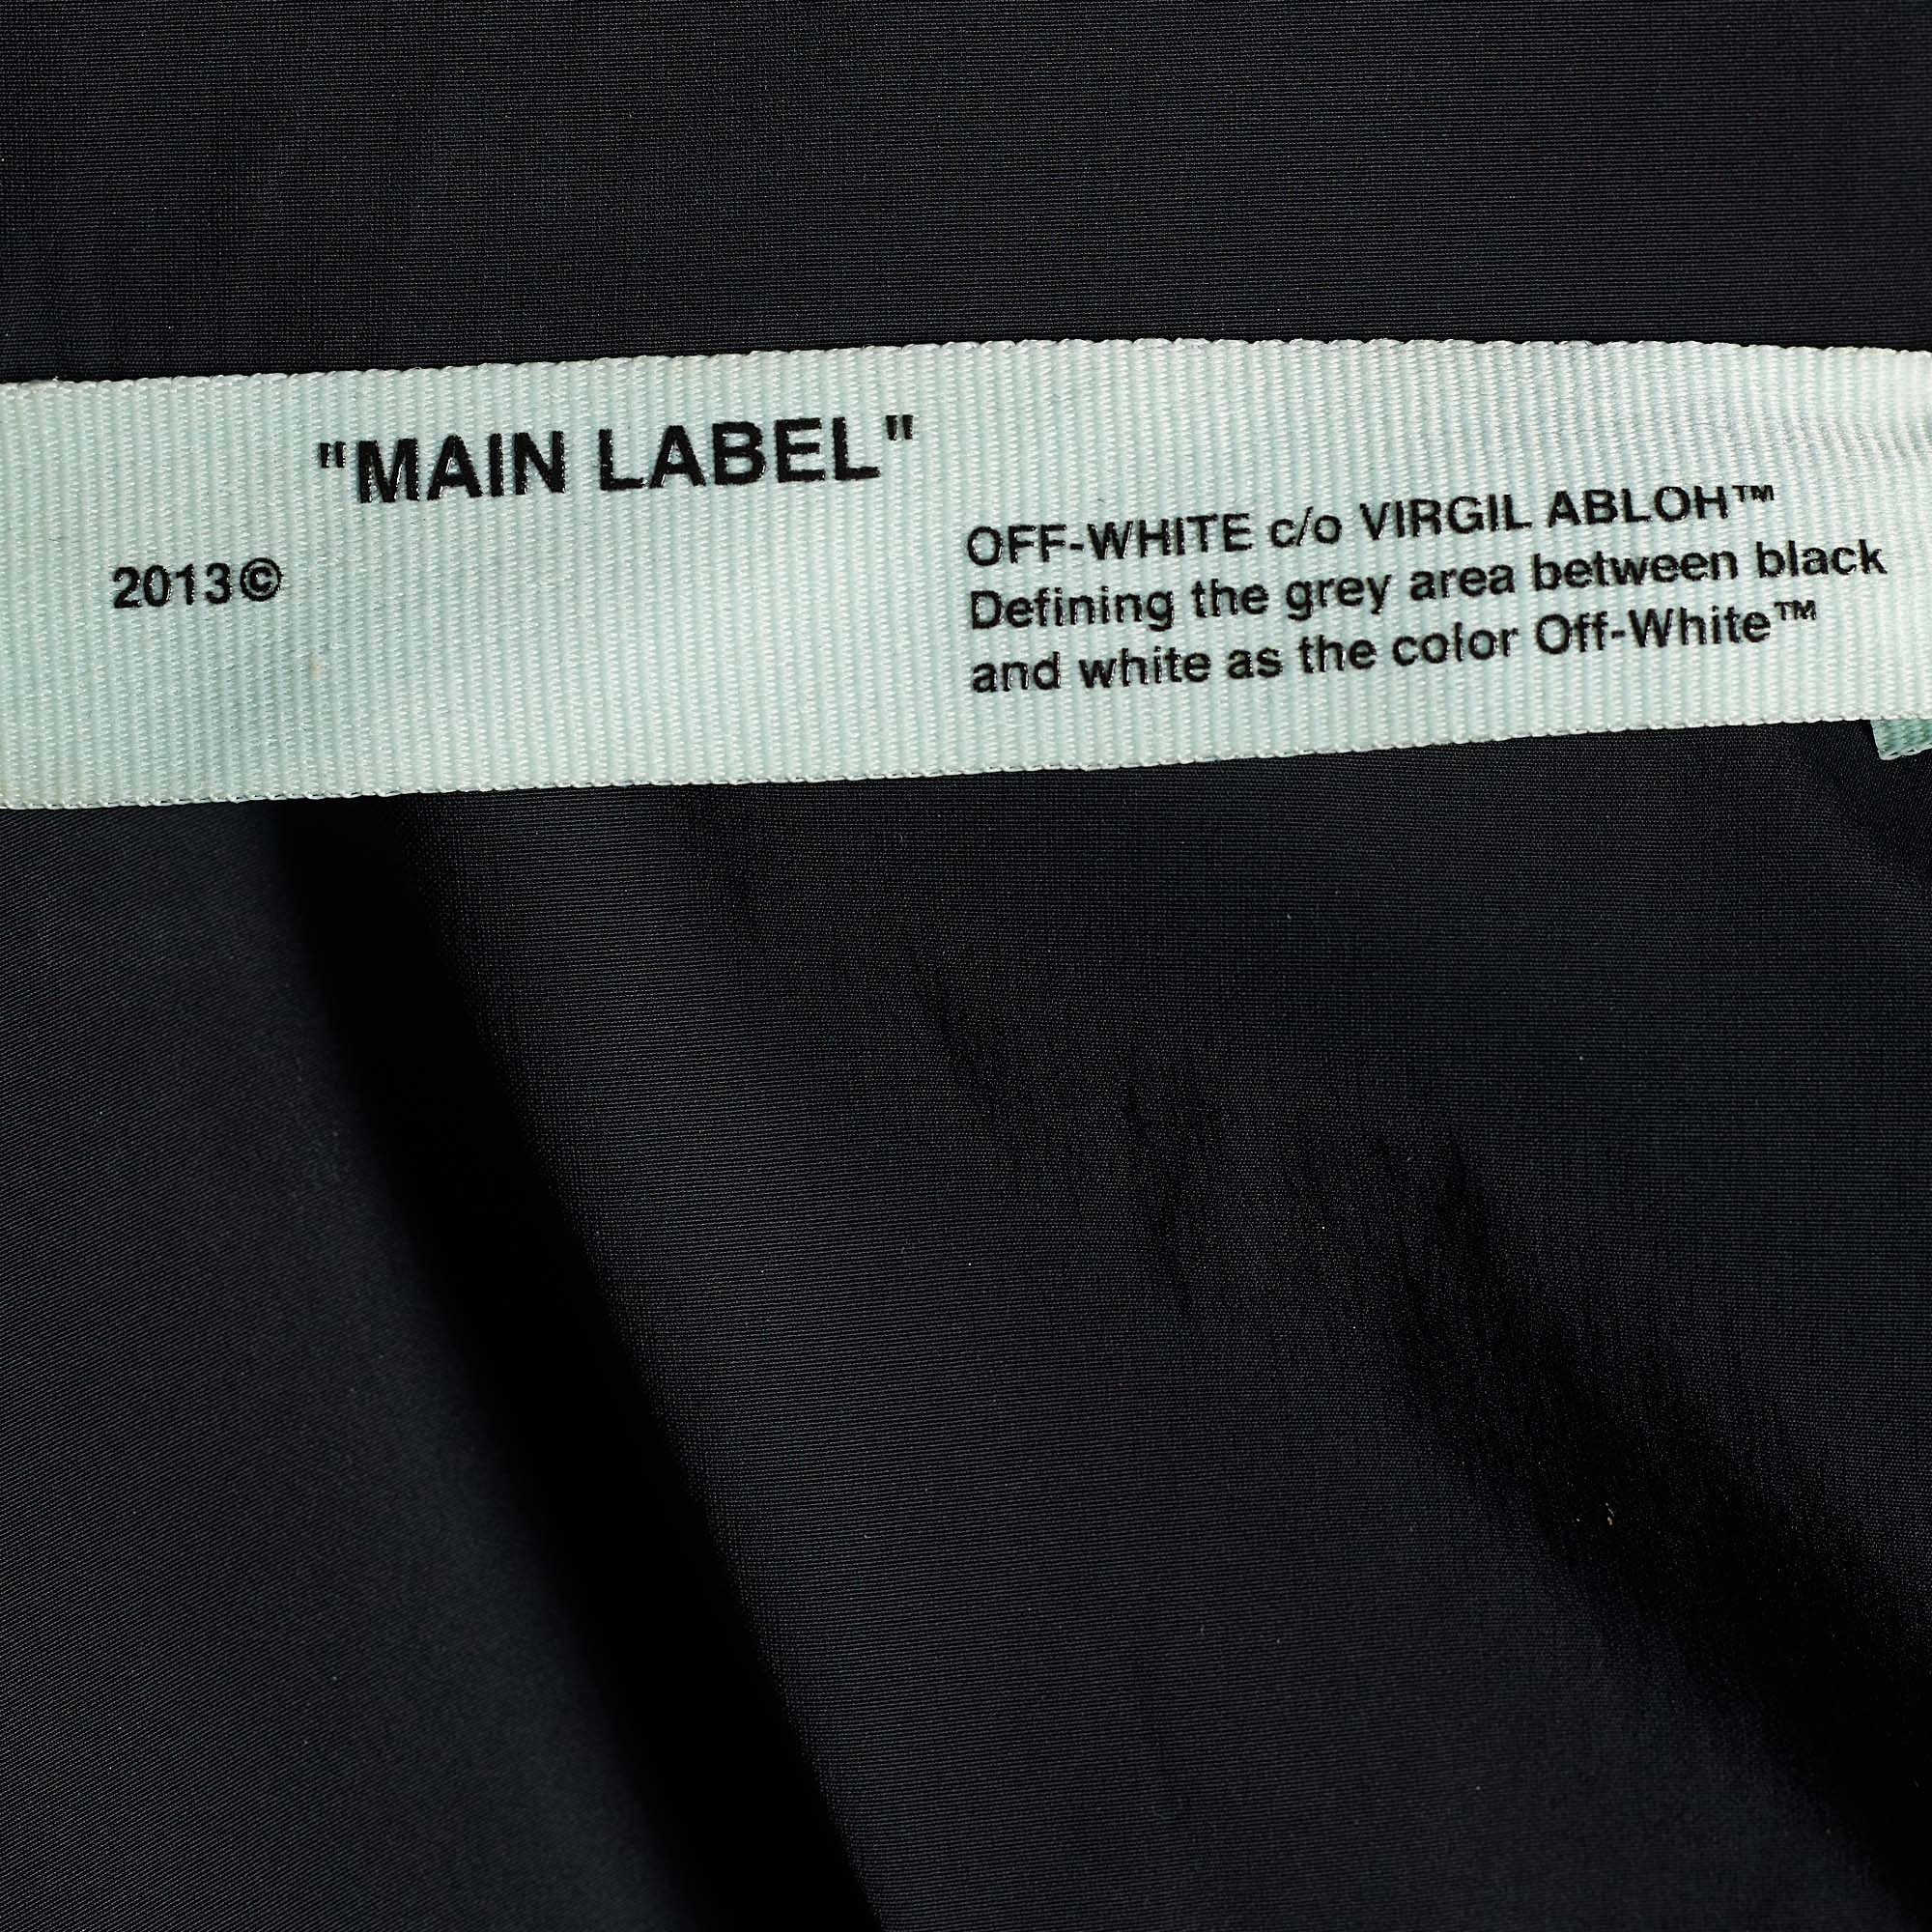 "MAIN LABEL"
2013©
OFF-WHITE c/o VIRGIL ABLOH™
Defining the grey area between black
and white as the color Off-White™